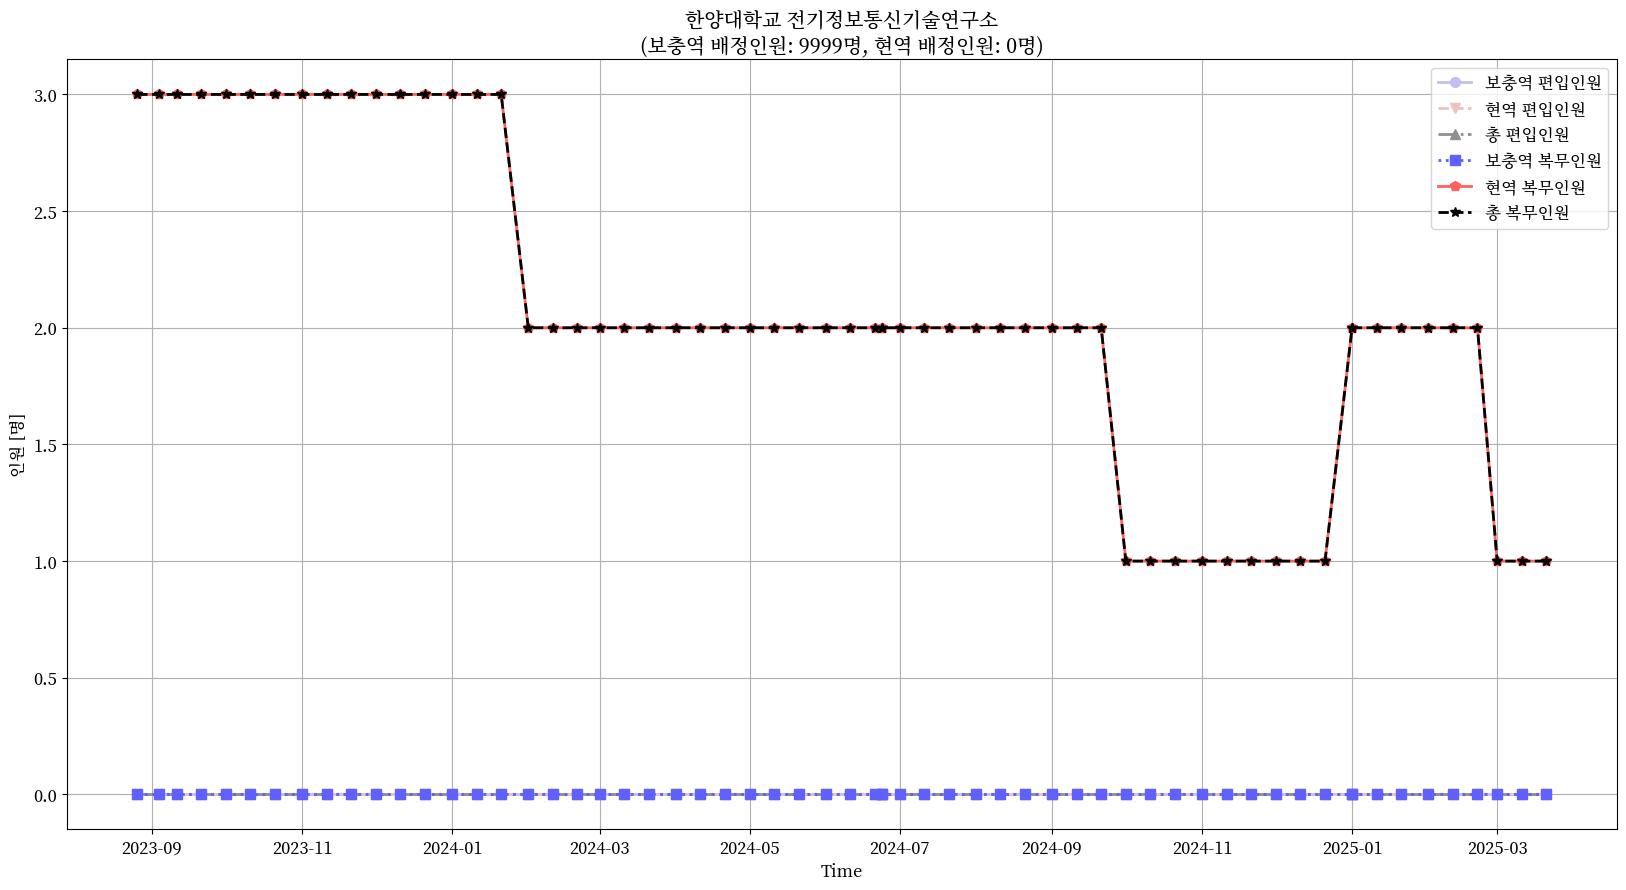 한양대학교 전기정보통신기술연구소
(보충역 배정인원: 9999명, 현역 배정인원: 0명)
보충역 편입인원
현역 편입인원
총 편입인원
보충역 복무인원
현역 복무인원
총 복무인원
인원 [명]
3.0
2.5
2.0
1.5
1.0
0.5
0.0
2023-09
2023-11
2024-01
2024-03
2024-05
2024-07
2024-09
2024-11
2025-01
2025-03
Time